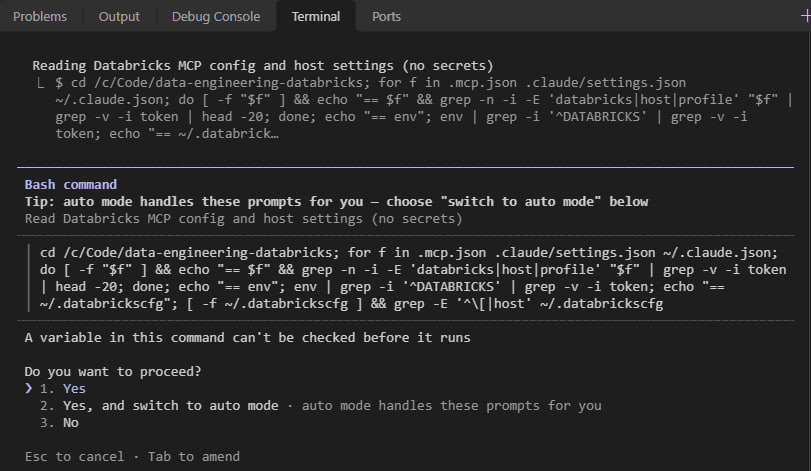 Problems Output Debug Console Terminal Ports +
Reading Databricks MCP config and host settings (no secrets)
└ $ cd /c/Code/data-engineering-databricks; for f in .mcp.json .claude/settings.json
~/.claude.json; do [ -f "$f" ] && echo "== $f" && grep -n -i -E 'databricks|host|profile' "$f" |
grep -v -i token | head -20; done; echo "== env"; env | grep -i '^DATABRICKS' | grep -v -i
token; echo "== ~/.databrick…
Bash command
Tip: auto mode handles these prompts for you — choose "switch to auto mode" below
Read Databricks MCP config and host settings (no secrets)
cd /c/Code/data-engineering-databricks; for f in .mcp.json .claude/settings.json ~/.claude.json;
do [ -f "$f" ] && echo "== $f" && grep -n -i -E 'databricks|host|profile' "$f" | grep -v -i token
| head -20; done; echo "== env"; env | grep -i '^DATABRICKS' | grep -v -i token; echo "==
~/.databrickscfg"; [ -f ~/.databrickscfg ] && grep -E '^\[|host' ~/.databrickscfg
A variable in this command can't be checked before it runs
Do you want to proceed?
❯ 1. Yes
2. Yes, and switch to auto mode · auto mode handles these prompts for you
3. No
Esc to cancel · Tab to amend